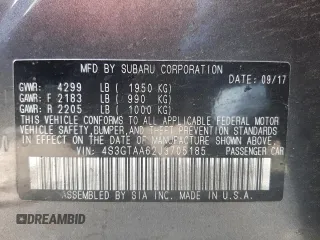 MFD BY SUBARU CORPORATION
DATE: 09/17
GVWR: 4299 LB ( 1950 KG)
GAWR: F 2183 LB ( 990 KG)
GAWR: R 2205 LB ( 1000 KG)
THIS VEHICLE CONFORMS TO ALL APPLICABLE FEDERAL MOTOR
VEHICLE SAFETY, BUMPER, AND THEFT PREVENTION STANDARDS
IN EFFECT ON THE DATE OF MANUFACTURE SHOWN ABOVE.
VIN: 4S3GTAA62J3705185 PASSENGER CAR
ASSEMBLED BY SIA INC. MADE IN U.S.A.
DREAMBID